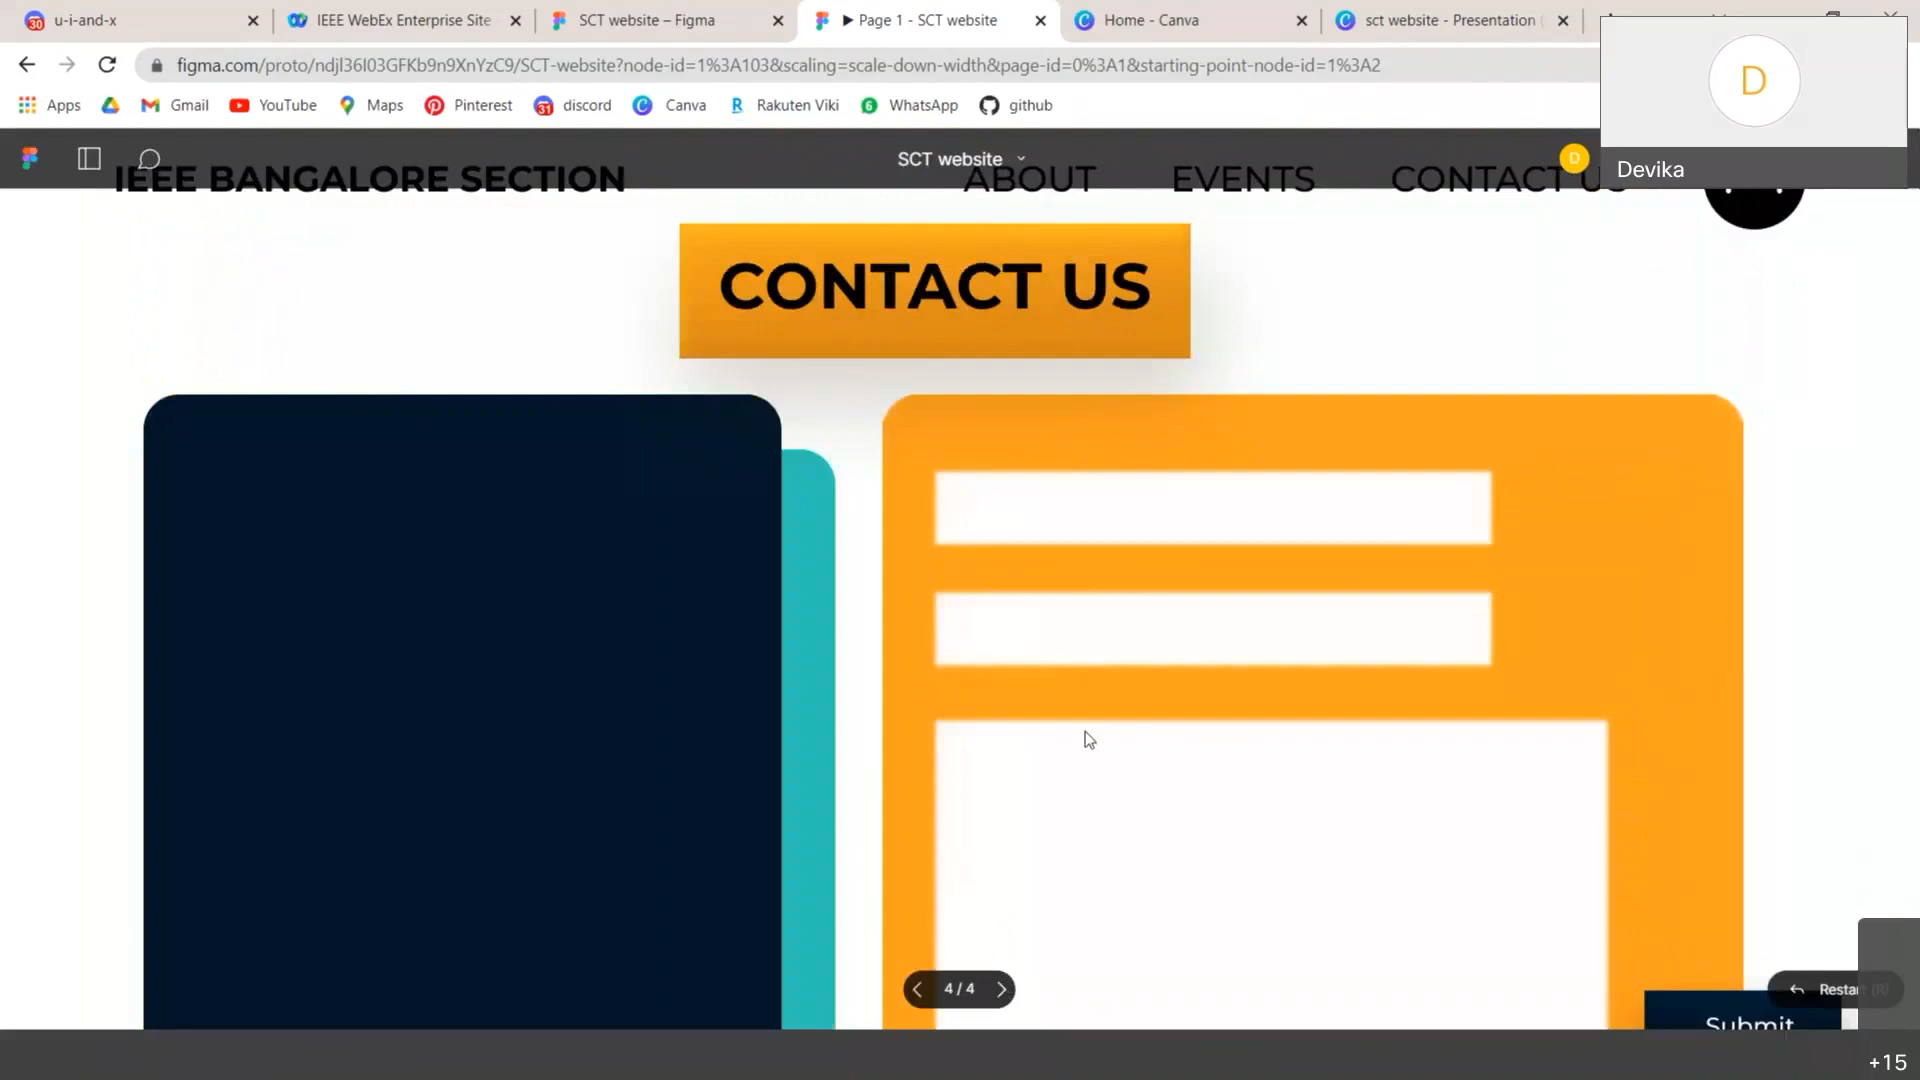 u-i-and-x
IEEE WebEx Enterprise Site
SCT website – Figma
Page 1 - SCT website
Home - Canva
sct website - Presentation (
figma.com/proto/ndjl36I03GFKb9n9XnYzC9/SCT-website?node-id=1%3A103&scaling=scale-down-width&page-id=0%3A1&starting-point-node-id=1%3A2
Apps
Gmail
YouTube
Maps
Pinterest
discord
Canva
Rakuten Viki
WhatsApp
github
D
Devika
SCT website
D
IEEE BANGALORE SECTION
ABOUT
EVENTS
CONTACT US
CONTACT US
4 / 4
Restart (R)
Submit
+15